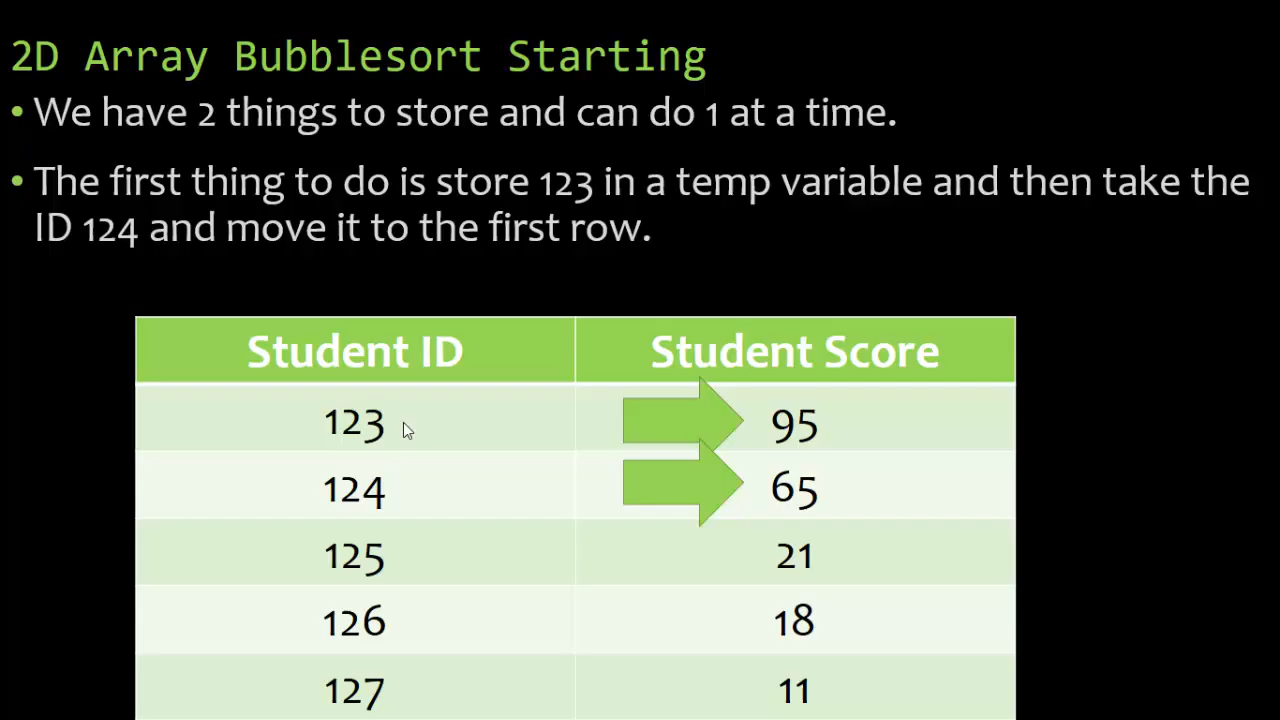 2D Array Bubblesort Starting
• We have 2 things to store and can do 1 at a time.
• The first thing to do is store 123 in a temp variable and then take the
ID 124 and move it to the first row.
Student ID Student Score
123 95
124 65
125 21
126 18
127 11